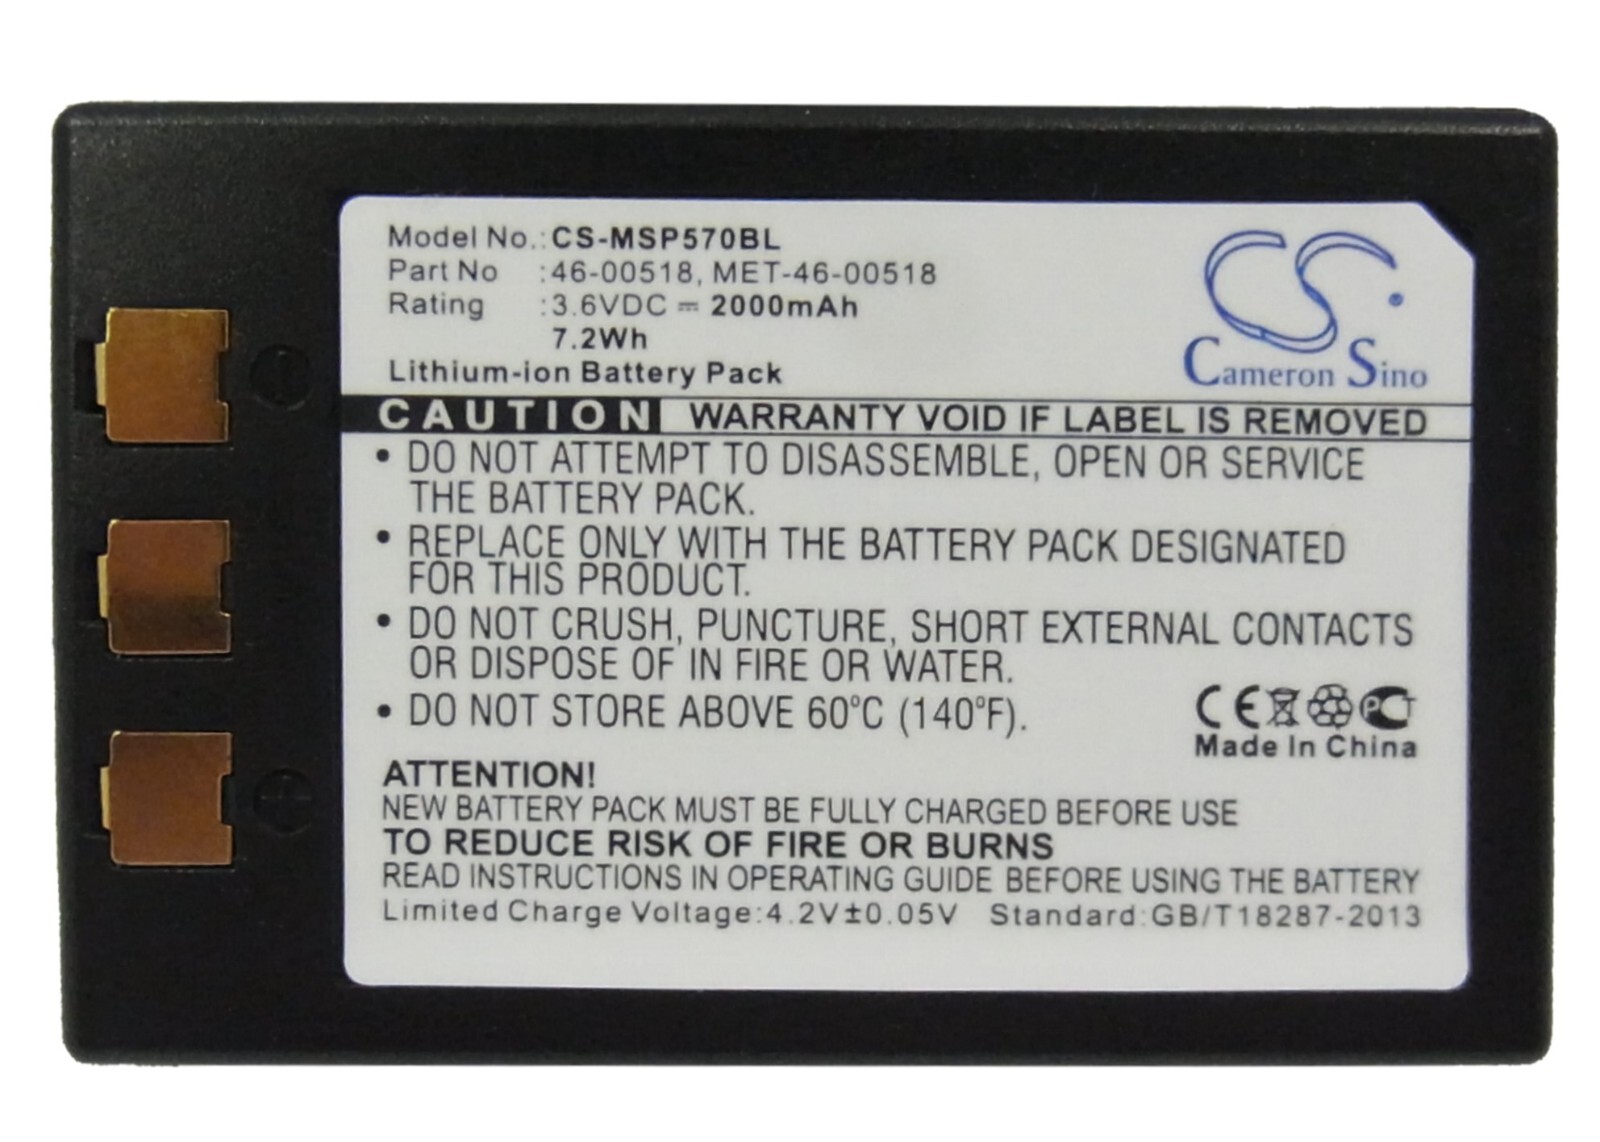 Model No.:CS-MSP570BL
Part No :46-00518, MET-46-00518
Rating :3.6VDC ⎓ 2000mAh
7.2Wh
Lithium-ion Battery Pack
CS
Cameron Sino
CAUTION WARRANTY VOID IF LABEL IS REMOVED
• DO NOT ATTEMPT TO DISASSEMBLE, OPEN OR SERVICE
THE BATTERY PACK.
• REPLACE ONLY WITH THE BATTERY PACK DESIGNATED
FOR THIS PRODUCT.
• DO NOT CRUSH, PUNCTURE, SHORT EXTERNAL CONTACTS
OR DISPOSE OF IN FIRE OR WATER.
• DO NOT STORE ABOVE 60°C (140°F).
CE PCT
Made In China
ATTENTION!
NEW BATTERY PACK MUST BE FULLY CHARGED BEFORE USE
TO REDUCE RISK OF FIRE OR BURNS
READ INSTRUCTIONS IN OPERATING GUIDE BEFORE USING THE BATTERY
Limited Charge Voltage:4.2V±0.05V Standard:GB/T18287-2013